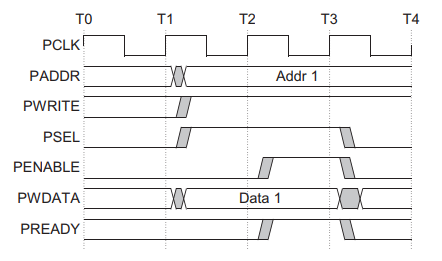 T0 T1 T2 T3 T4
PCLK
PADDR Addr 1
PWRITE
PSEL
PENABLE
PWDATA Data 1
PREADY